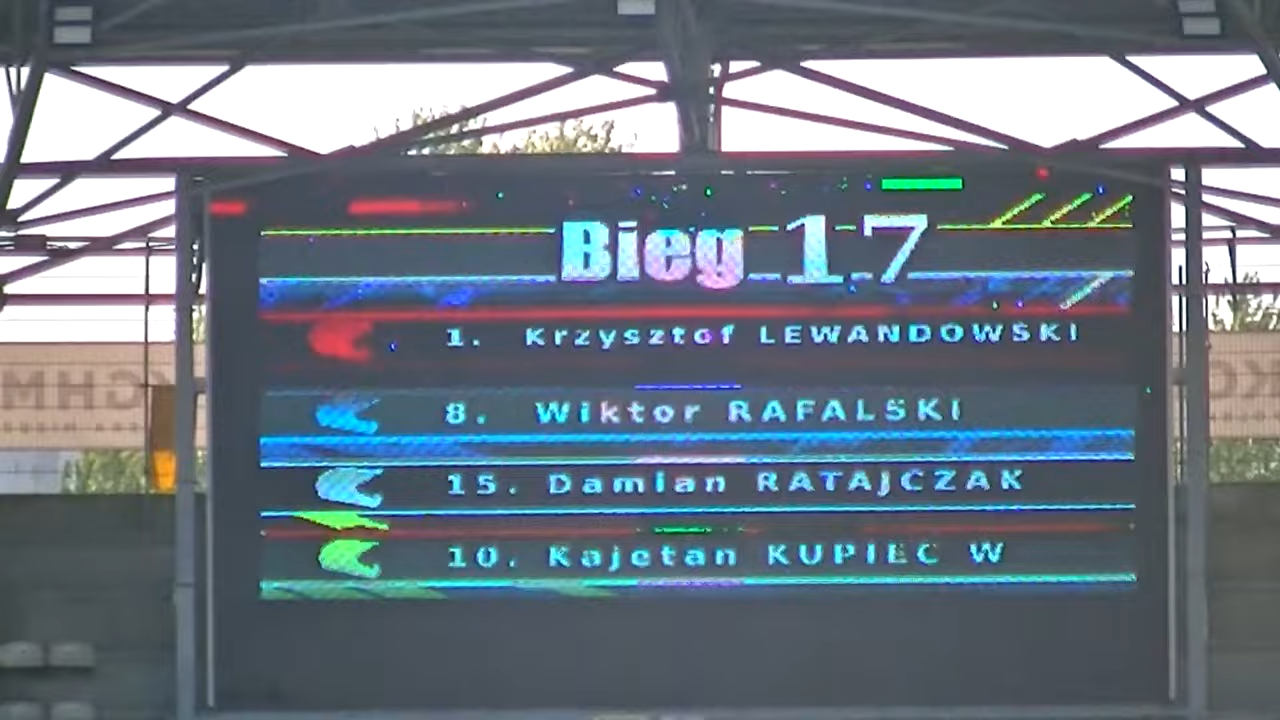 Bieg 17
1. Krzysztof LEWANDOWSKI
8. Wiktor RAFALSKI
15. Damian RATAJCZAK
10. Kajetan KUPIEC W